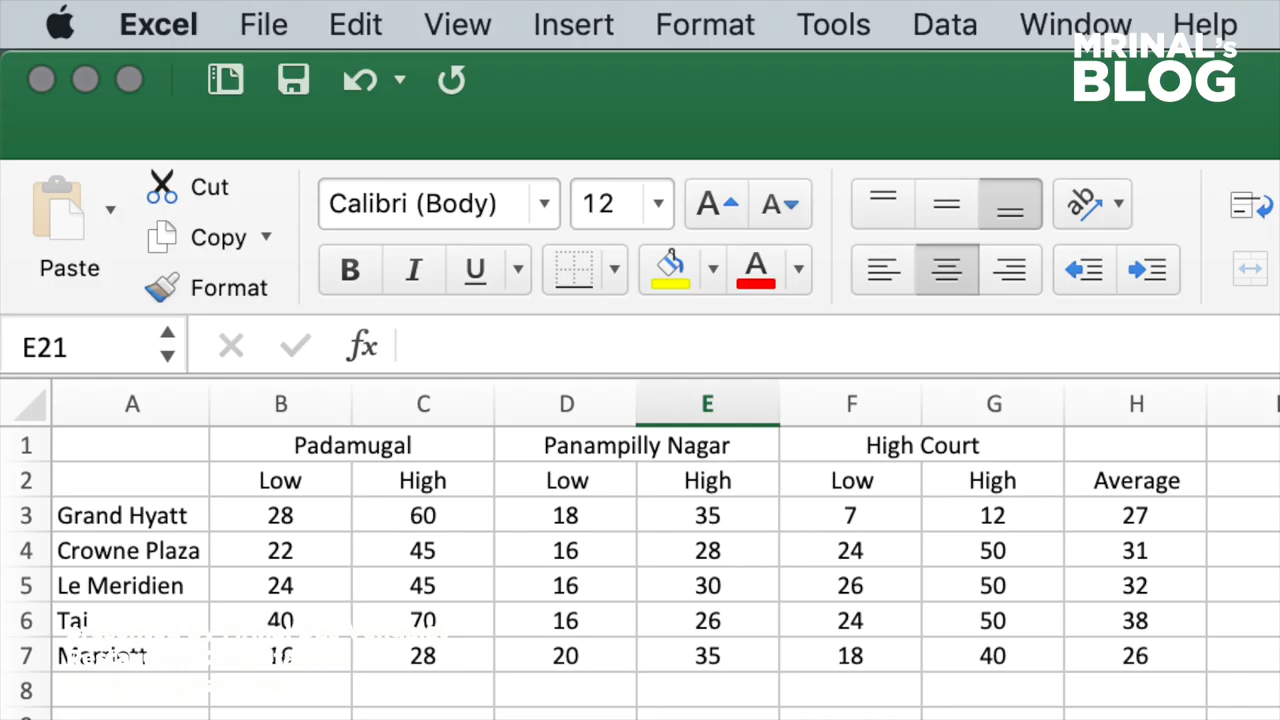 Excel File Edit View Insert Format Tools Data Window Help
MRINAL's
BLOG
Cut
Copy
Paste
Format
Calibri (Body) 12 A A ab
B I U A
E21 fx
A B C D E F G H
1 Padamugal Panampilly Nagar High Court
2 Low High Low High Low High Average
3 Grand Hyatt 28 60 18 35 7 12 27
4 Crowne Plaza 22 45 16 28 24 50 31
5 Le Meridien 24 45 16 30 26 50 32
6 Taj 40 70 16 26 24 50 38
7 Marriott 28 20 35 18 40 26
8